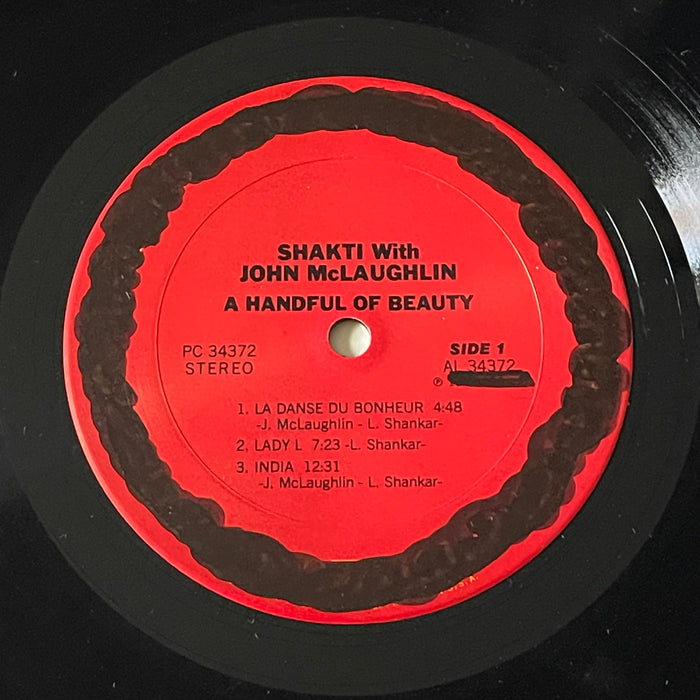 SHAKTI With
JOHN McLAUGHLIN
A HANDFUL OF BEAUTY
PC 34372
STEREO
SIDE 1
AL 34372
℗
1. LA DANSE DU BONHEUR 4:48
-J. McLaughlin - L. Shankar-
2. LADY L 7:23 -L. Shankar-
3. INDIA 12:31
-J. McLaughlin - L. Shankar-